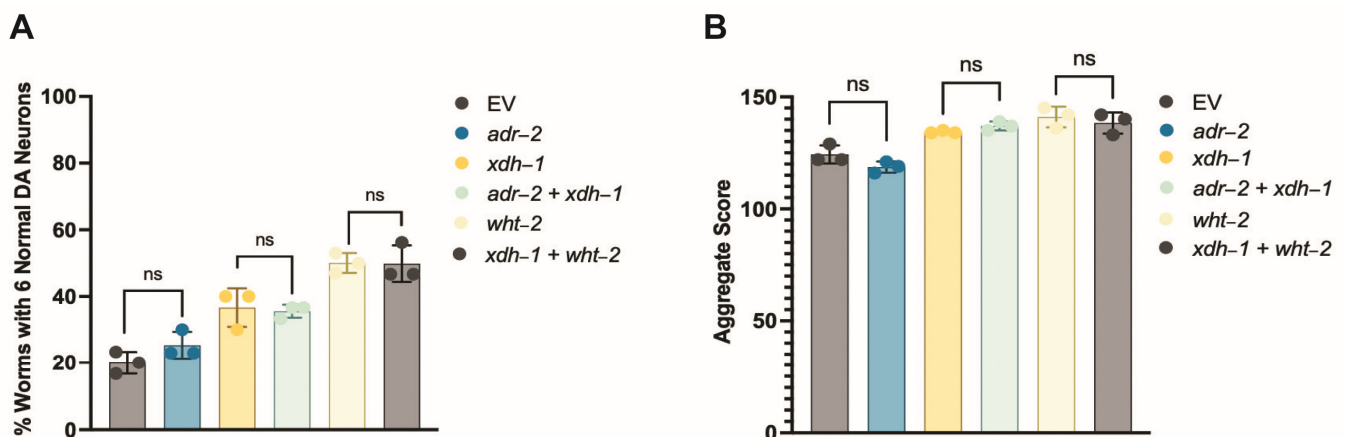 A
% Worms with 6 Normal DA Neurons
100
80
60
40
20
0
ns
ns
ns
EV
adr–2
xdh–1
adr–2 + xdh–1
wht–2
xdh–1 + wht–2
B
Aggregate Score
150
100
50
0
ns
ns
ns
EV
adr–2
xdh–1
adr–2 + xdh–1
wht–2
xdh–1 + wht–2